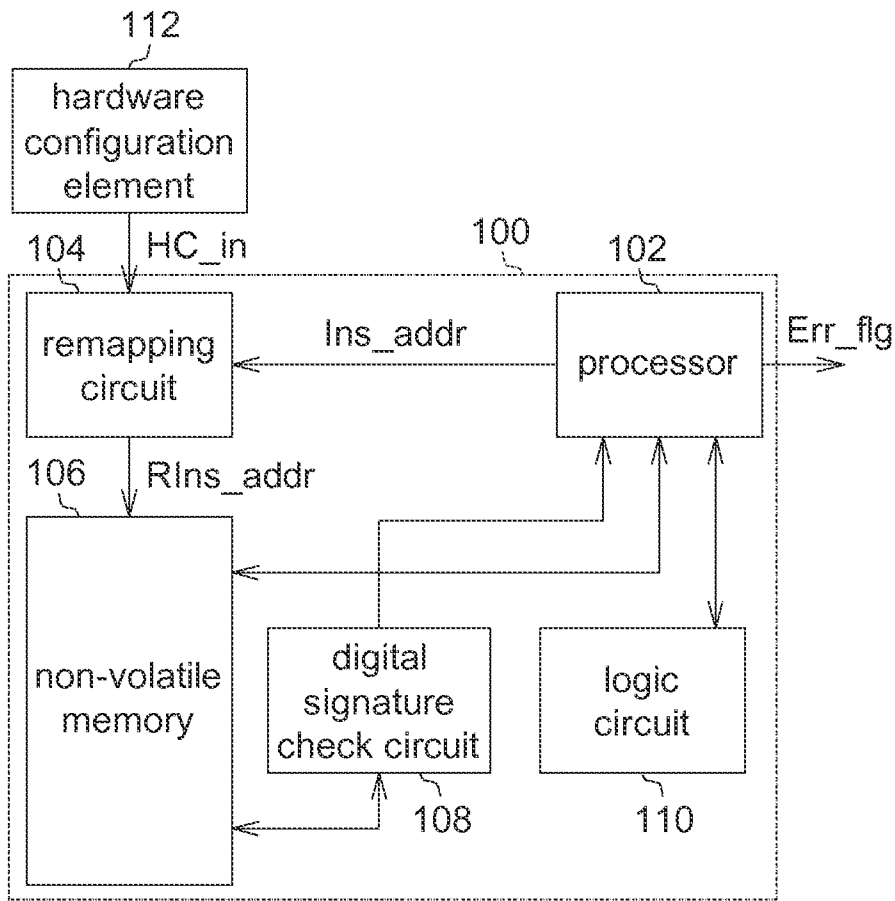 112
hardware
configuration
element
HC_in
100
104
102
remapping
circuit
Ins_addr
processor
Err_flg
106
RIns_addr
non-volatile
memory
digital
signature
check circuit
logic
circuit
108
110